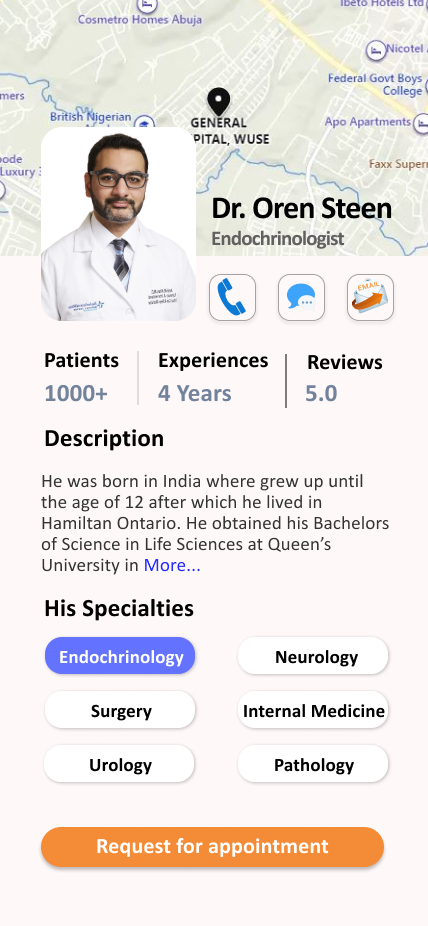 Ibeto Hotels Ltd
Cosmetro Homes Abuja
Nicotel
Federal Govt Boys
College
mers
British Nigerian
GENERAL
PITAL, WUSE
Apo Apartments
Luxury
Faxx Super
Dr. Oren Steen
Endocrinologist
EMAIL
Patients
Experiences
Reviews
1000+
4 Years
5.0
Description
He was born in India where grew up until
the age of 12 after which he lived in
Hamiltan Ontario. He obtained his Bachelors
of Science in Life Sciences at Queen’s
University in More...
His Specialties
Endochrinology
Neurology
Surgery
Internal Medicine
Urology
Pathology
Request for appointment